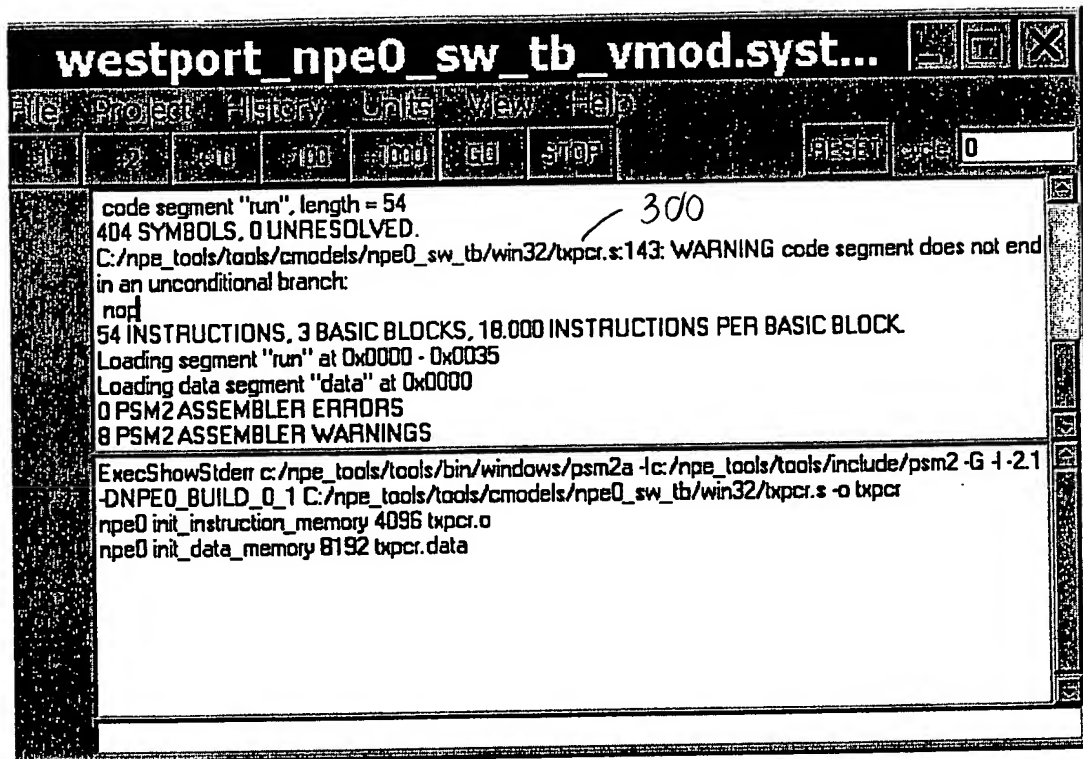 westport_npe0_sw_tb_vmod.syst...
File Project History Units View Help
1 2 10 100 1000 GO STOP RESET cycle 0
code segment "run", length = 54
300
404 SYMBOLS, 0 UNRESOLVED.
C:/npe_tools/tools/cmodels/npe0_sw_tb/win32/txpcr.s:143: WARNING code segment does not end
in an unconditional branch:
nop
54 INSTRUCTIONS, 3 BASIC BLOCKS, 18.000 INSTRUCTIONS PER BASIC BLOCK.
Loading segment "run" at 0x0000 - 0x0035
Loading data segment "data" at 0x0000
0 PSM2 ASSEMBLER ERRORS
8 PSM2 ASSEMBLER WARNINGS
ExecShowStderr c:/npe_tools/tools/bin/windows/psm2a -Ic:/npe_tools/tools/include/psm2 -G -l -2.1
-DNPE0_BUILD_0_1 C:/npe_tools/tools/cmodels/npe0_sw_tb/win32/txpcr.s -o txpcr
npe0 init_instruction_memory 4096 txpcr.o
npe0 init_data_memory 8192 txpcr.data